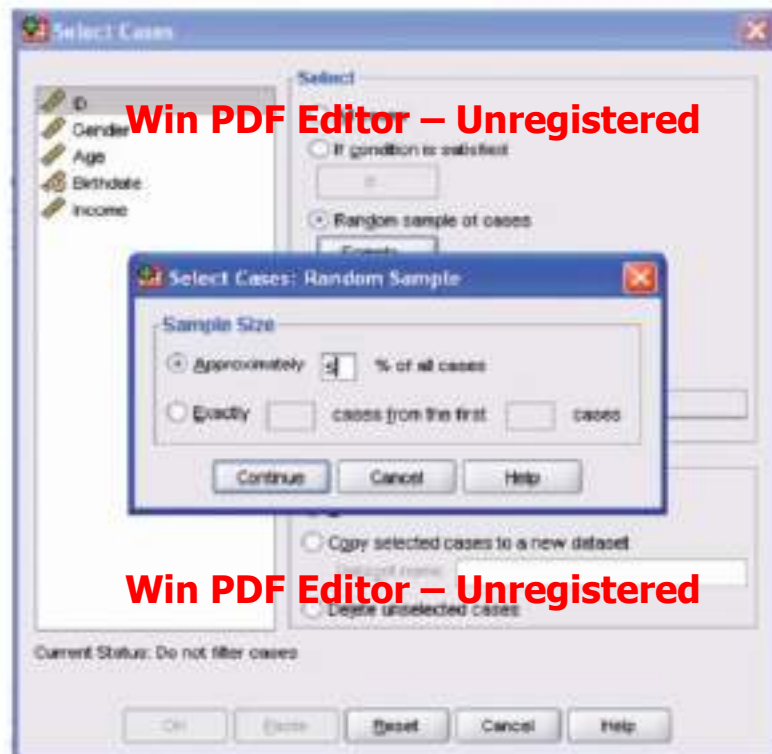 Select Cases
Select
ID
Gender
Age
Birthdate
Income
Win PDF Editor – Unregistered
If condition is satisfied
If
Random sample of cases
Select Cases: Random Sample
Sample Size
Approximately % of all cases
Exactly cases from the first cases
Continue Cancel Help
Copy selected cases to a new dataset
Dataset name:
Win PDF Editor – Unregistered
Delete unselected cases
Current Status: Do not filter cases
OK Paste Reset Cancel Help